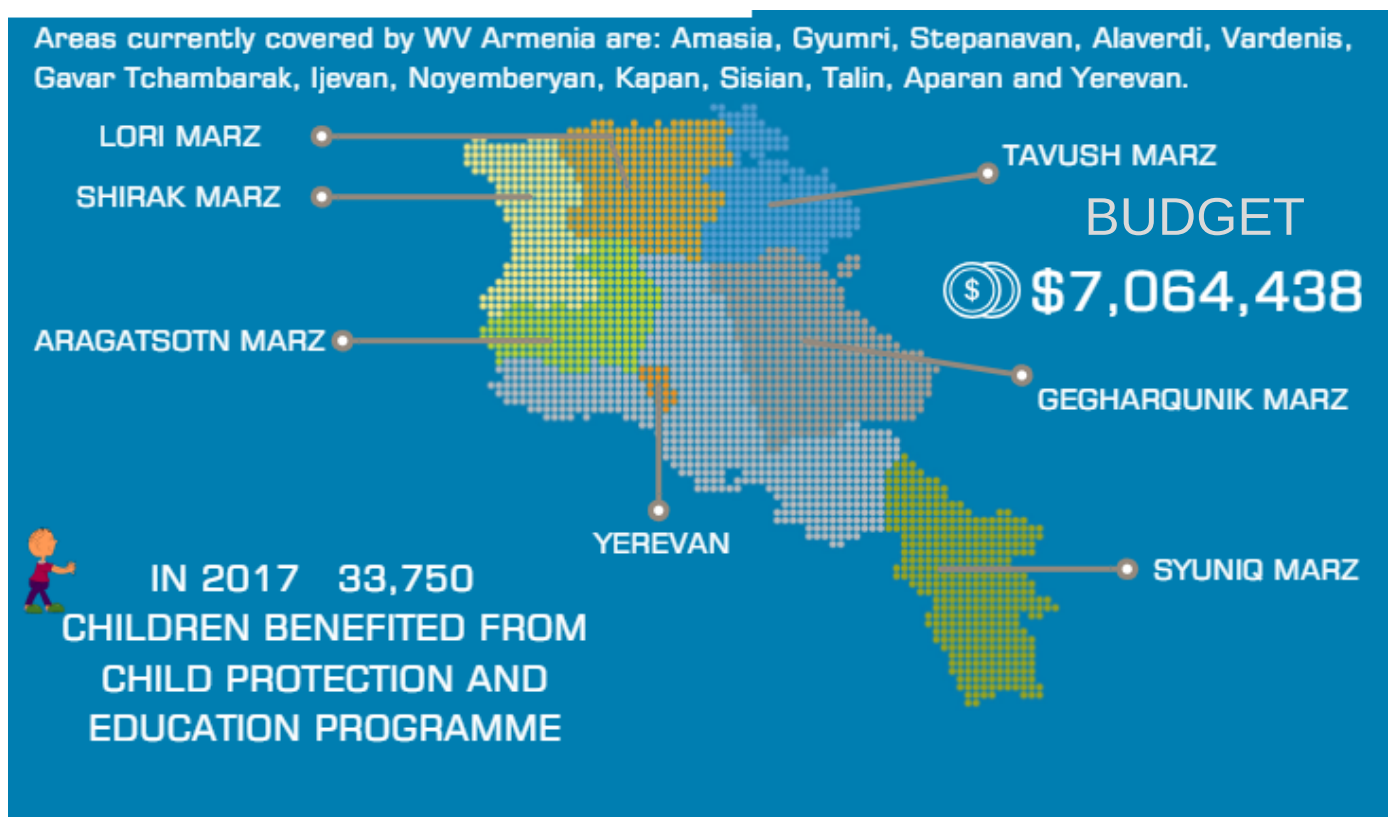 Areas currently covered by WV Armenia are: Amasia, Gyumri, Stepanavan, Alaverdi, Vardenis,
Gavar Tchambarak, Ijevan, Noyemberyan, Kapan, Sisian, Talin, Aparan and Yerevan.
LORI MARZ
SHIRAK MARZ
TAVUSH MARZ
BUDGET
$ $7,064,438
ARAGATSOTN MARZ
GEGHARQUNIK MARZ
YEREVAN
SYUNIQ MARZ
IN 2017 33,750
CHILDREN BENEFITED FROM
CHILD PROTECTION AND
EDUCATION PROGRAMME